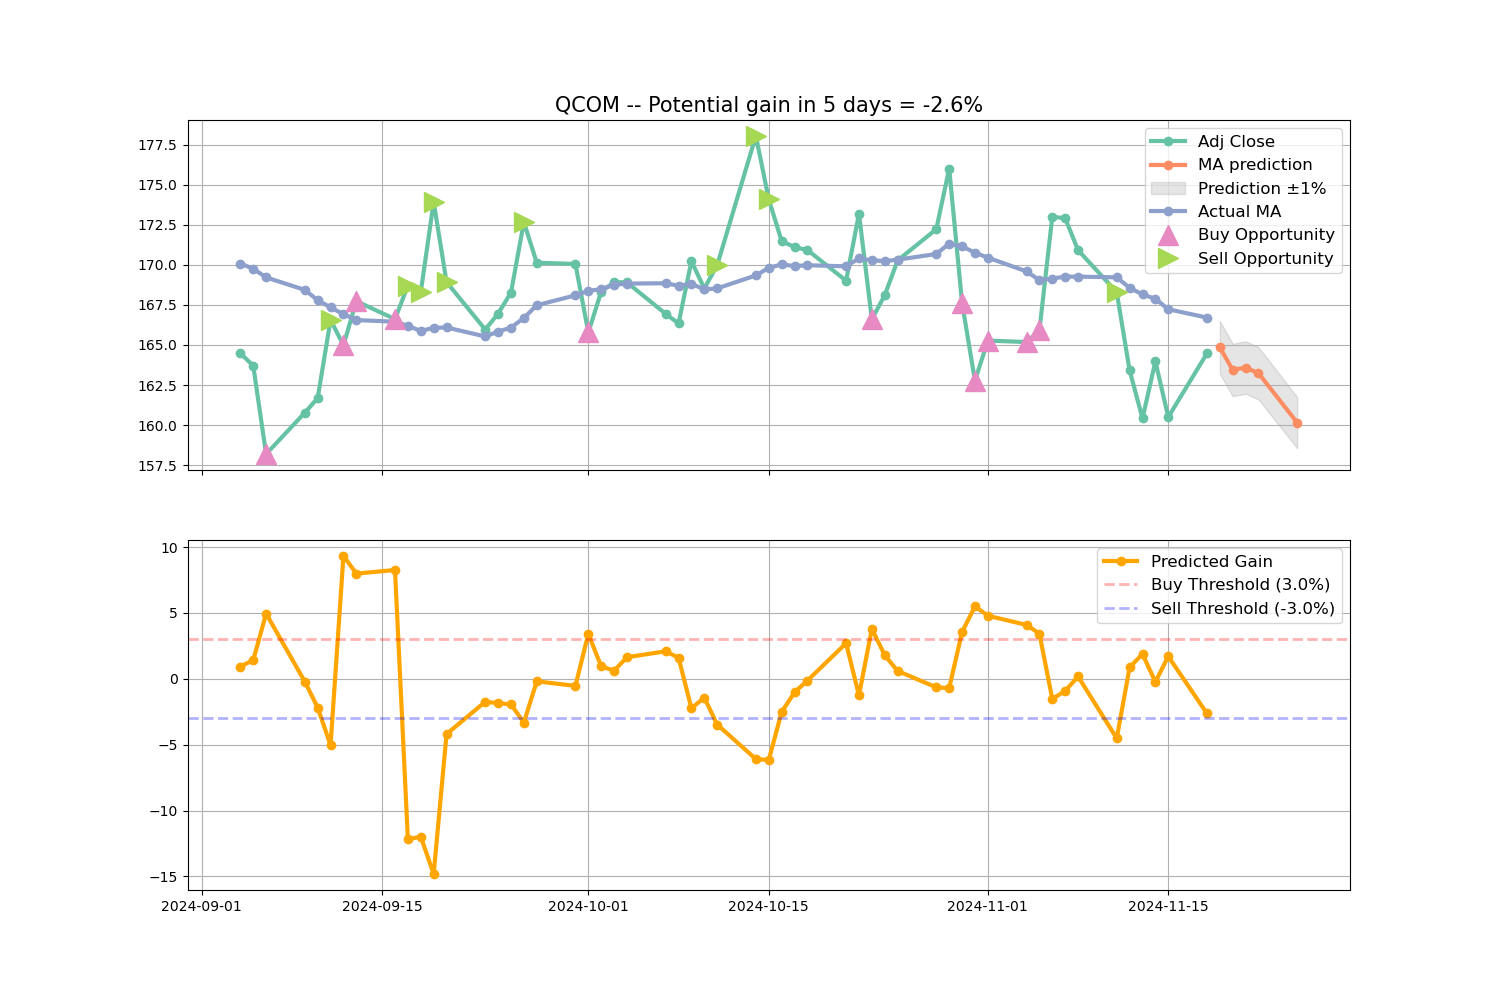 QCOM -- Potential gain in 5 days = -2.6%
177.5
175.0
172.5
170.0
167.5
165.0
162.5
160.0
157.5
Adj Close
MA prediction
Prediction ±1%
Actual MA
Buy Opportunity
Sell Opportunity
10
5
0
−5
−10
−15
Predicted Gain
Buy Threshold (3.0%)
Sell Threshold (-3.0%)
2024-09-01 2024-09-15 2024-10-01 2024-10-15 2024-11-01 2024-11-15